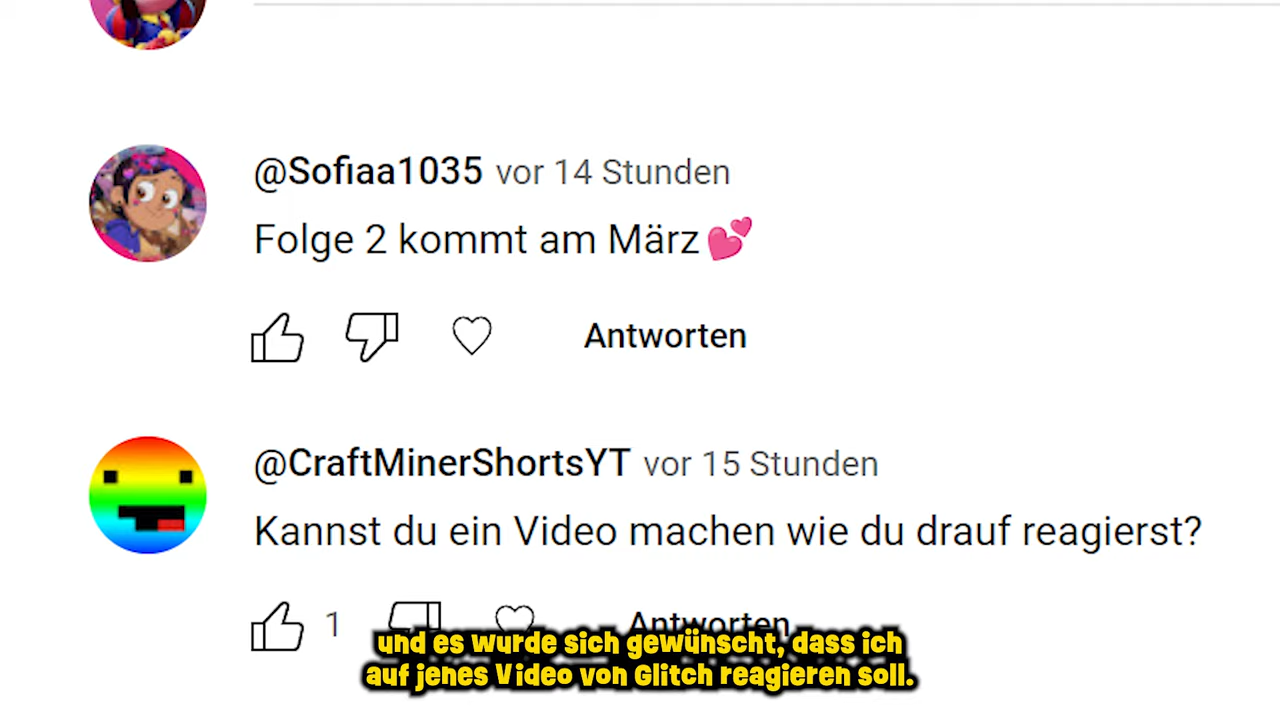 @Sofiaa1035 vor 14 Stunden
Folge 2 kommt am März💕
Antworten
@CraftMinerShortsYT vor 15 Stunden
Kannst du ein Video machen wie du drauf reagierst?
1
Antworten
und es wurde sich gewünscht, dass ich
auf jenes Video von Glitch reagieren soll.